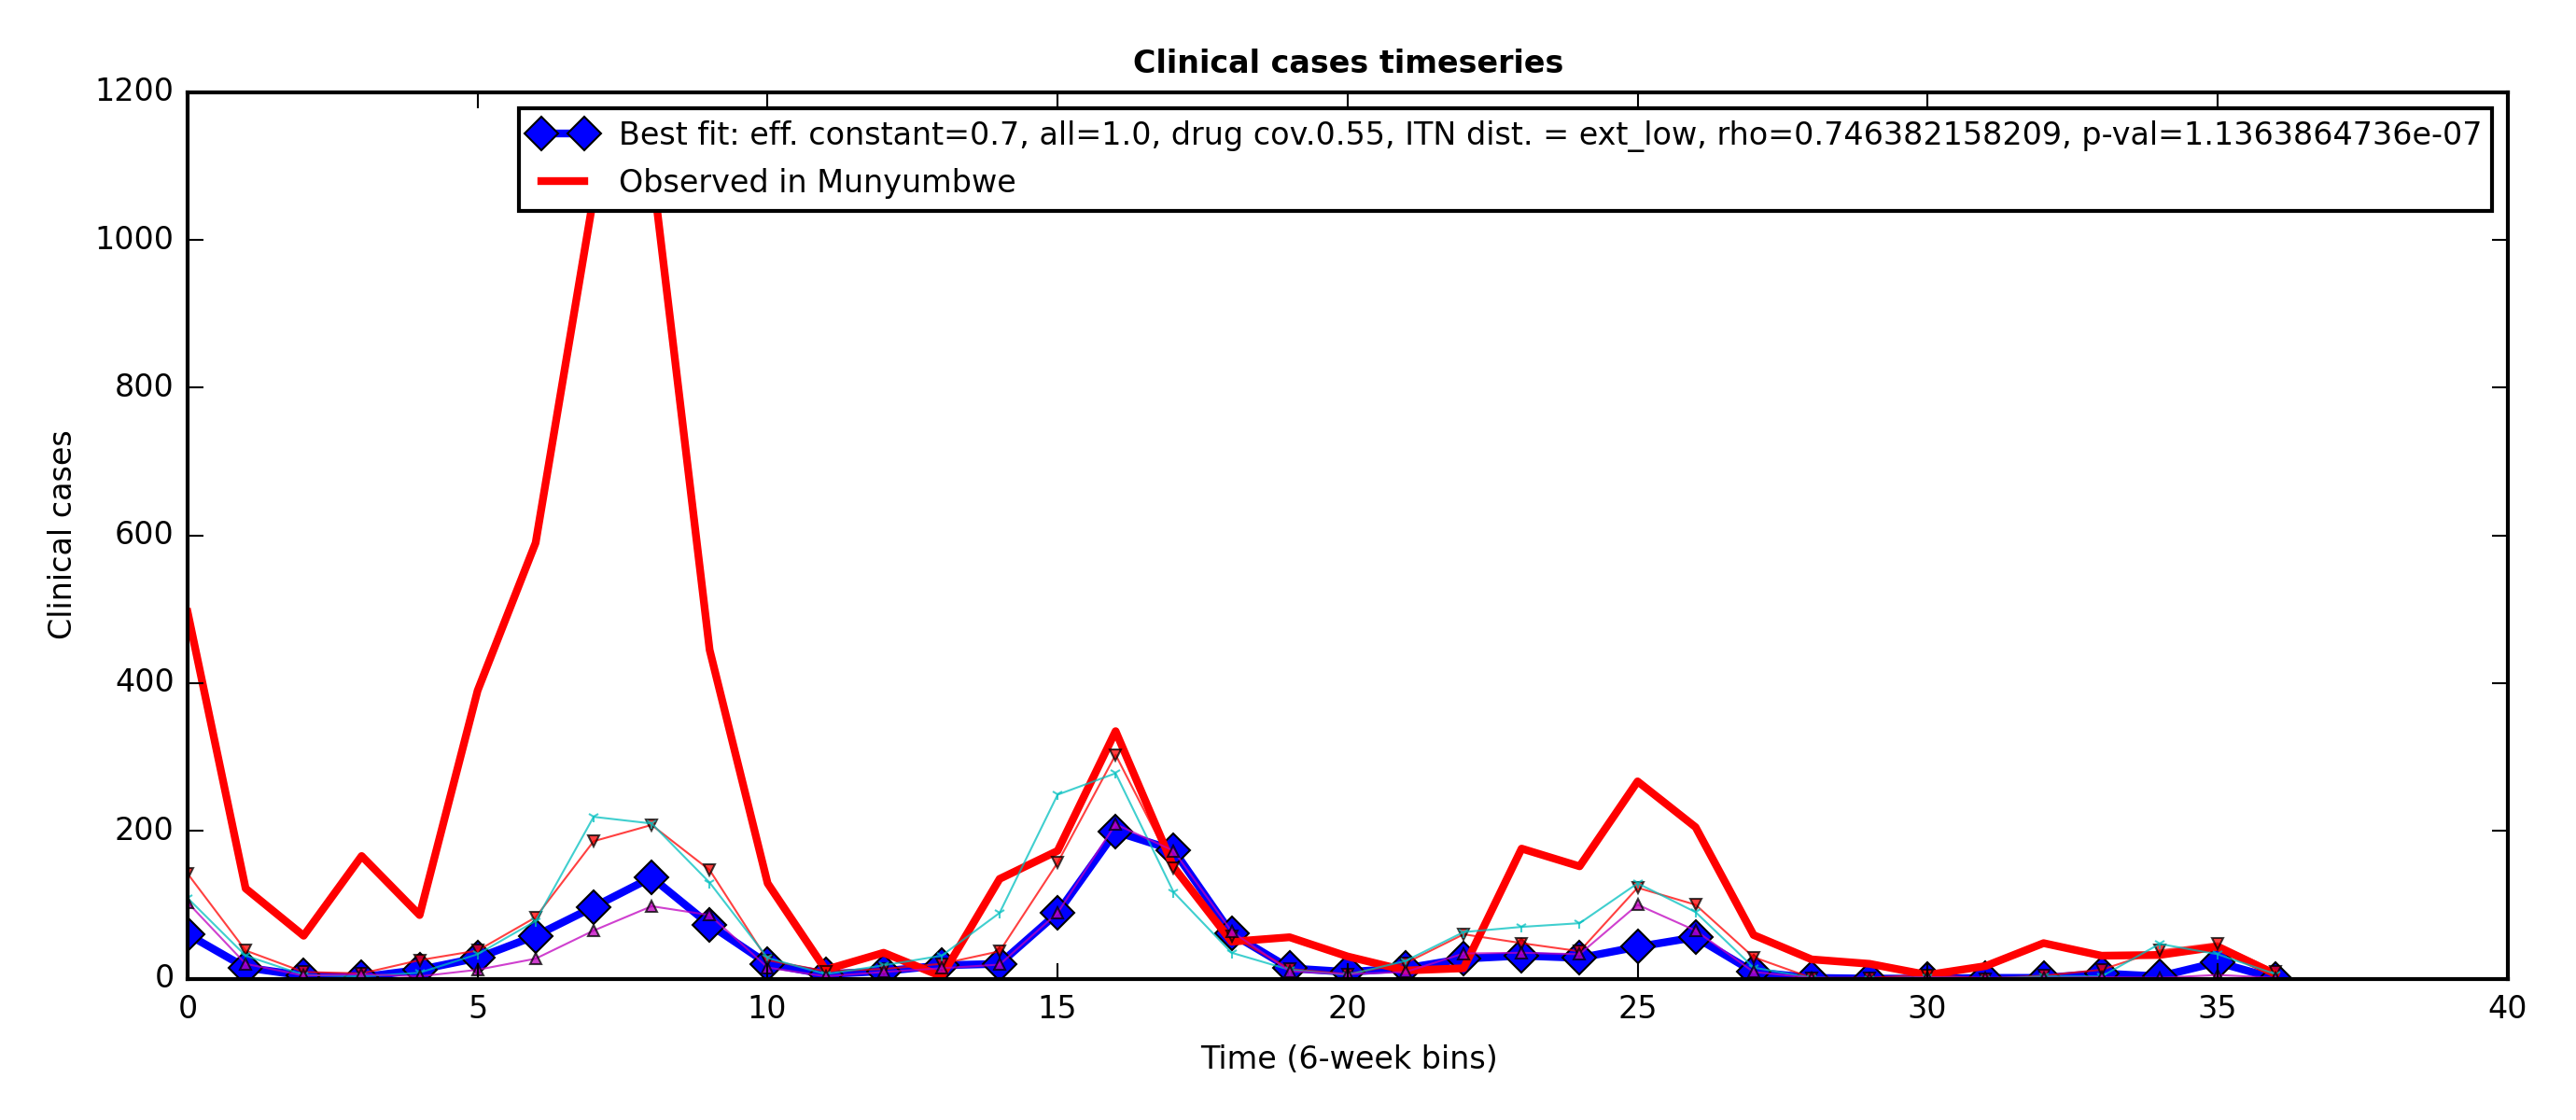 Clinical cases timeseries
1200
1000
800
600
400
200
0
Clinical cases
Best fit: eff. constant=0.7, all=1.0, drug cov.0.55, ITN dist. = ext_low, rho=0.746382158209, p-val=1.1363864736e-07
Observed in Munyumbwe
0 5 10 15 20 25 30 35 40
Time (6-week bins)